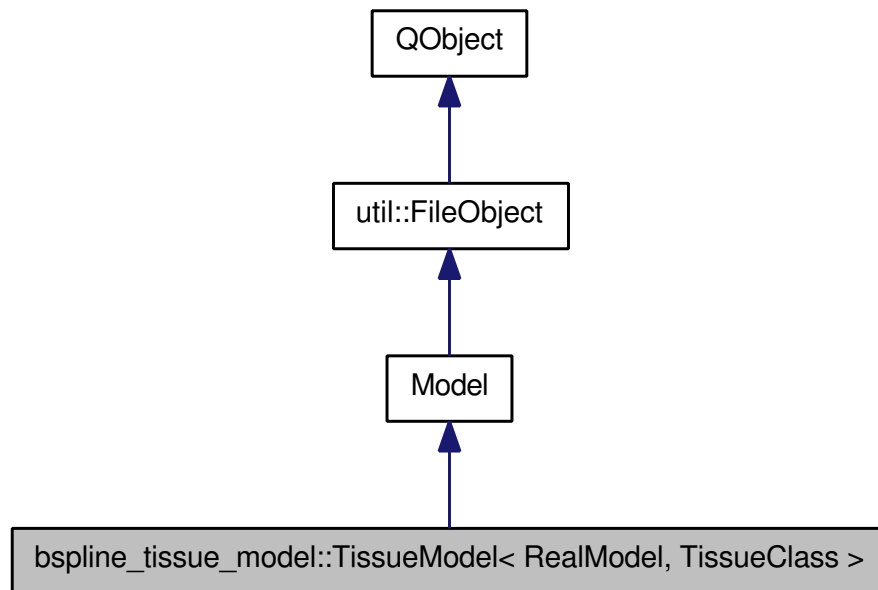 QObject
util::FileObject
Model
bspline_tissue_model::TissueModel< RealModel, TissueClass >